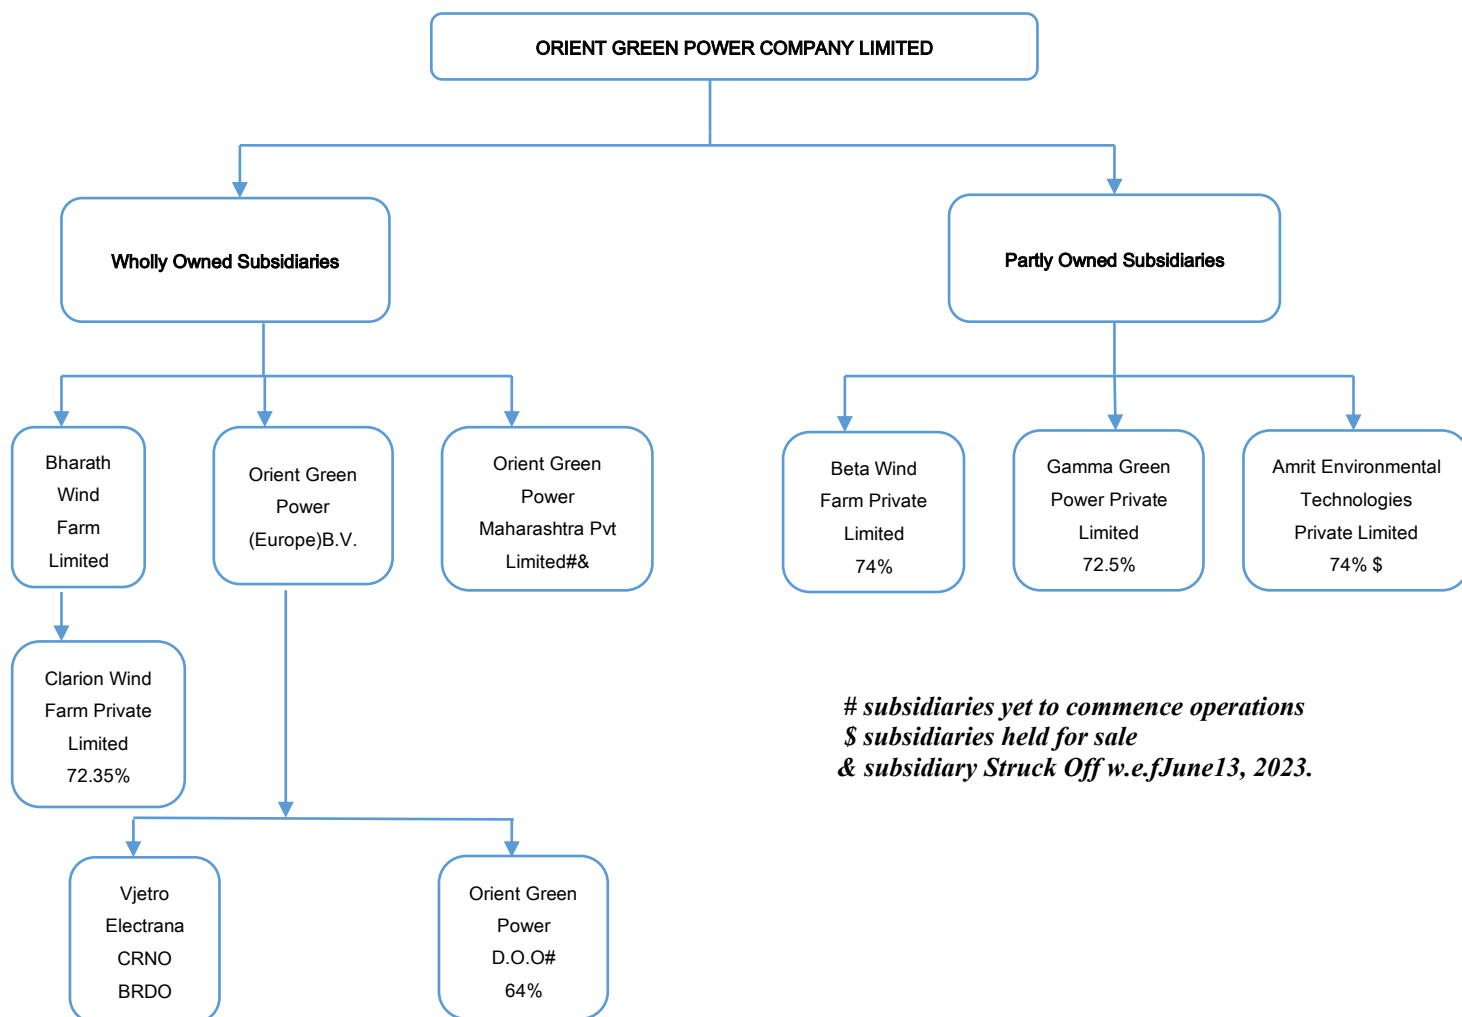 ORIENT GREEN POWER COMPANY LIMITED
Wholly Owned Subsidiaries
Partly Owned Subsidiaries
Bharath
Wind
Farm
Limited
Orient Green
Power
(Europe)B.V.
Orient Green
Power
Maharashtra Pvt
Limited#&
Beta Wind
Farm Private
Limited
74%
Gamma Green
Power Private
Limited
72.5%
Amrit Environmental
Technologies
Private Limited
74% $
Clarion Wind
Farm Private
Limited
72.35%
# subsidiaries yet to commence operations
$ subsidiaries held for sale
& subsidiary Struck Off w.e.fJune13, 2023.
Vjetro
Electrana
CRNO
BRDO
Orient Green
Power
D.O.O#
64%